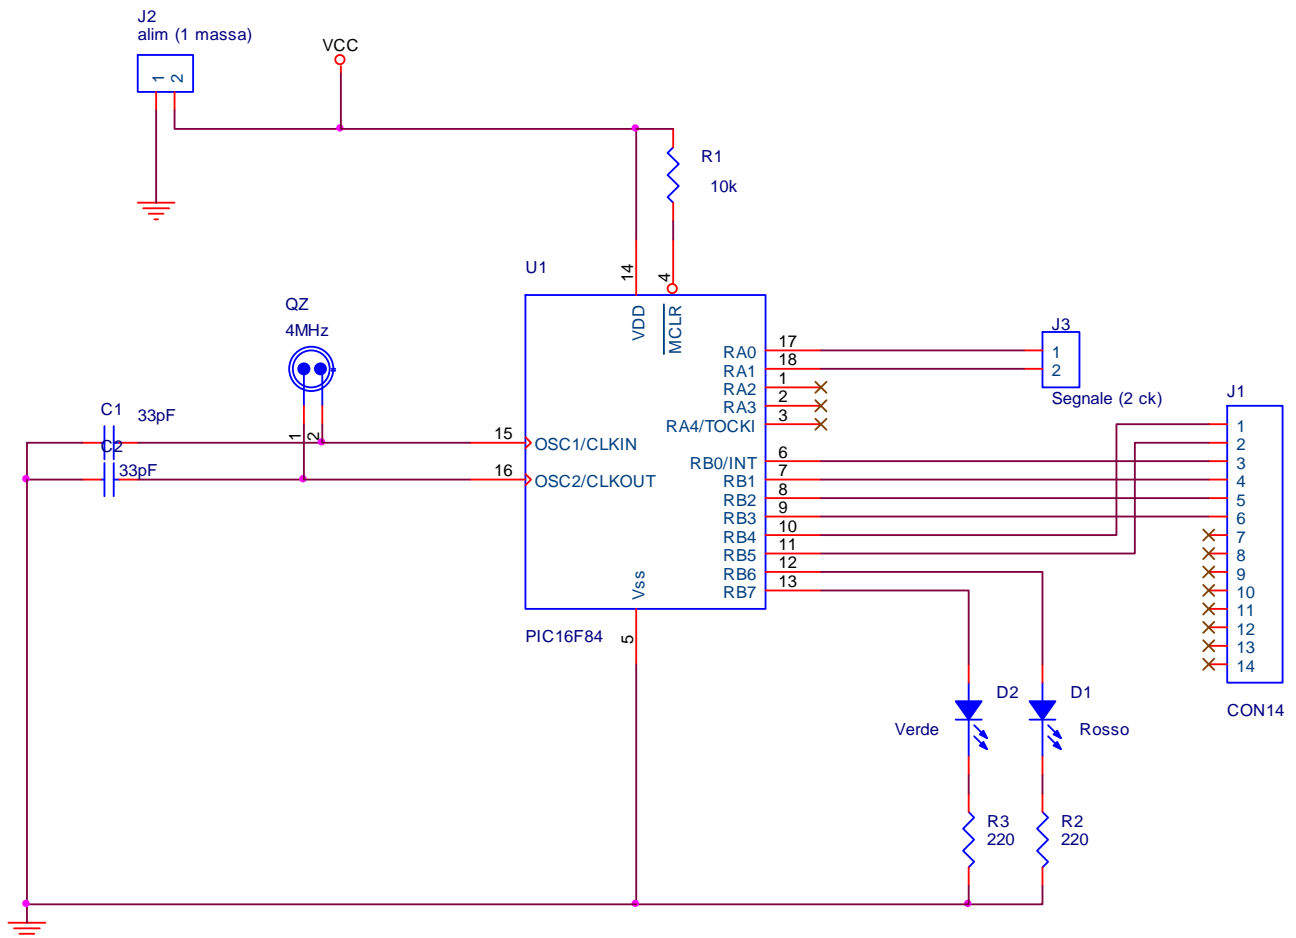 J2
alim (1 massa)
1
2
VCC
R1
10k
U1
14
4
VDD
MCLR
QZ
4MHz
1
2
C1
33pF
C2
33pF
15
OSC1/CLKIN
16
OSC2/CLKOUT
RA0
17
RA1
18
RA2
1
RA3
2
RA4/TOCKI
3
RB0/INT
6
RB1
7
RB2
8
RB3
9
RB4
10
RB5
11
RB6
12
RB7
13
Vss
5
PIC16F84
J3
1
2
Segnale (2 ck)
J1
1
2
3
4
5
6
7
8
9
10
11
12
13
14
CON14
D2
Verde
D1
Rosso
R3
220
R2
220